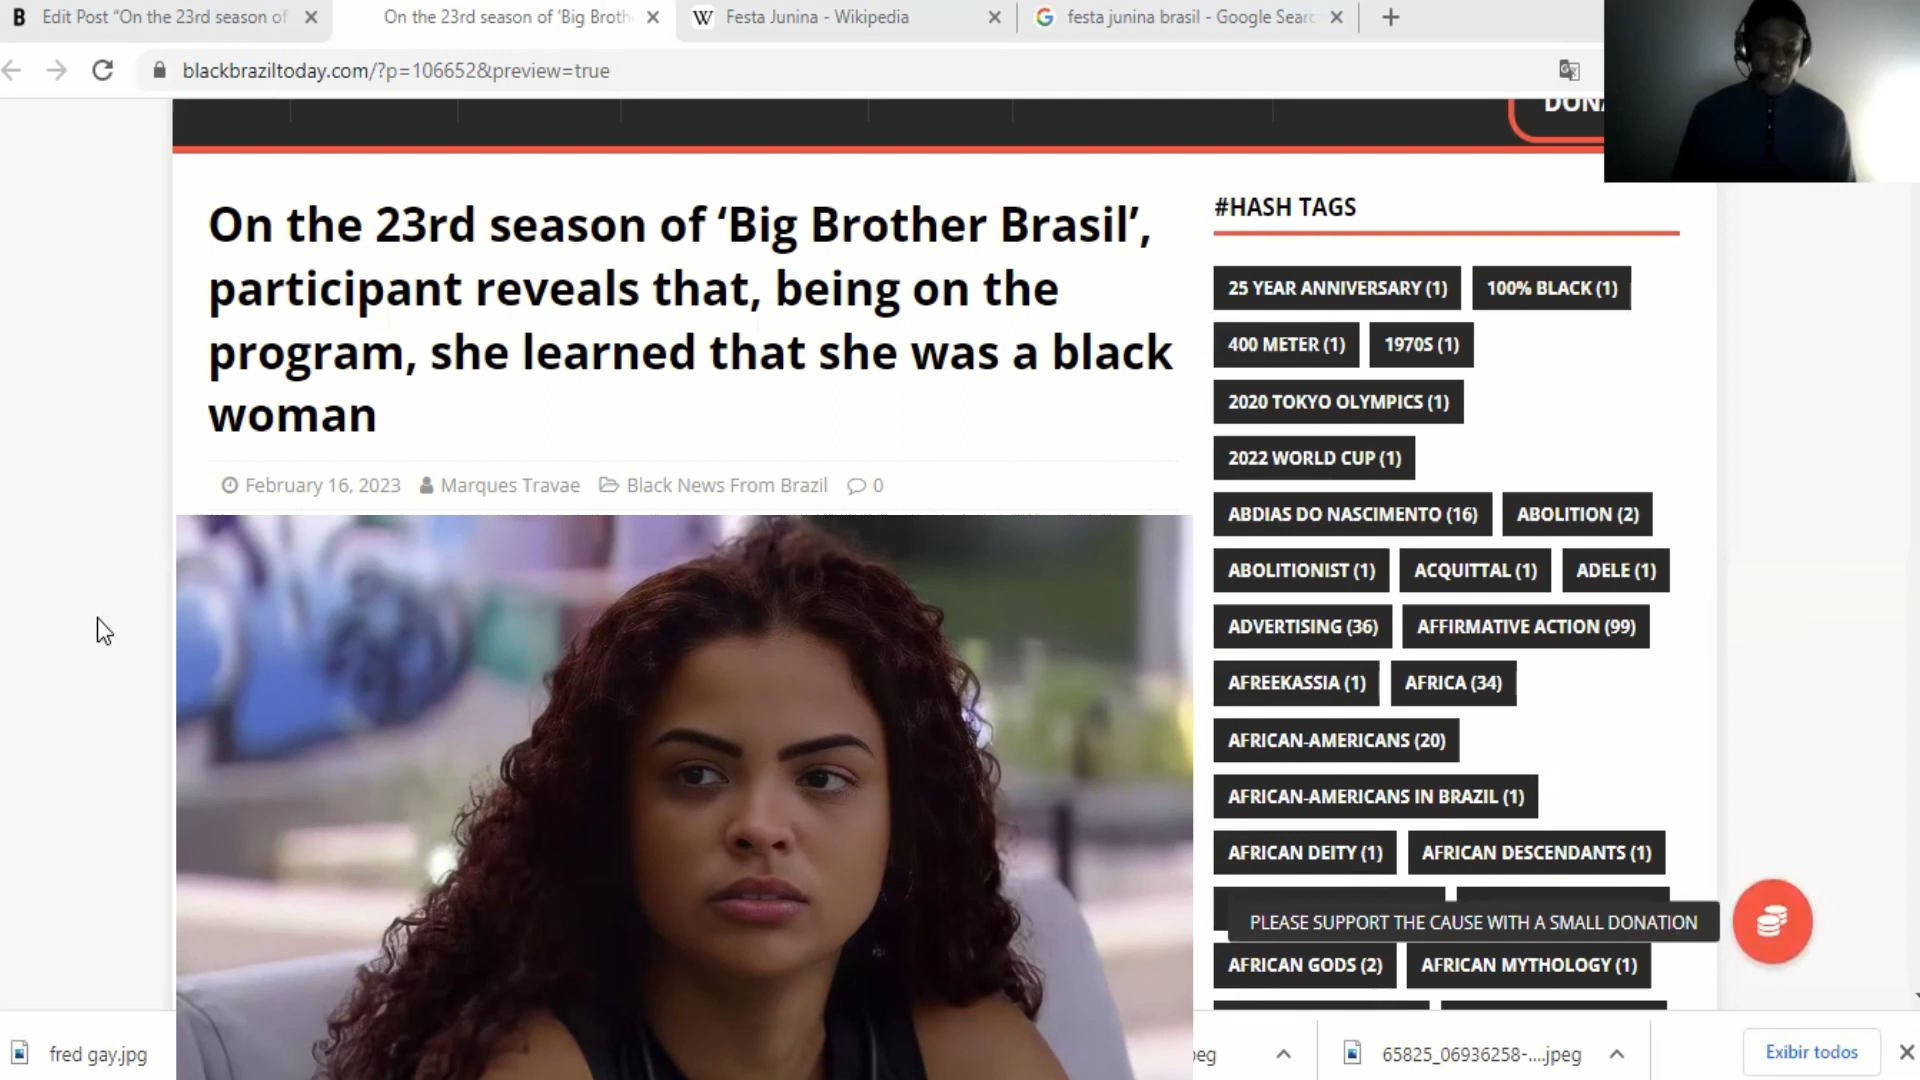 Edit Post “On the 23rd season of
On the 23rd season of ‘Big Broth
Festa Junina - Wikipedia
festa junina brasil - Google Searc
blackbraziltoday.com/?p=106652&preview=true
On the 23rd season of ‘Big Brother Brasil’,
participant reveals that, being on the
program, she learned that she was a black
woman
February 16, 2023 Marques Travae Black News From Brazil 0
#HASH TAGS
25 YEAR ANNIVERSARY (1) 100% BLACK (1)
400 METER (1) 1970S (1)
2020 TOKYO OLYMPICS (1)
2022 WORLD CUP (1)
ABDIAS DO NASCIMENTO (16) ABOLITION (2)
ABOLITIONIST (1) ACQUITTAL (1) ADELE (1)
ADVERTISING (36) AFFIRMATIVE ACTION (99)
AFREEKASSIA (1) AFRICA (34)
AFRICAN-AMERICANS (20)
AFRICAN-AMERICANS IN BRAZIL (1)
AFRICAN DEITY (1) AFRICAN DESCENDANTS (1)
PLEASE SUPPORT THE CAUSE WITH A SMALL DONATION
AFRICAN GODS (2) AFRICAN MYTHOLOGY (1)
fred gay.jpg
65825_06936258-....jpeg
Exibir todos